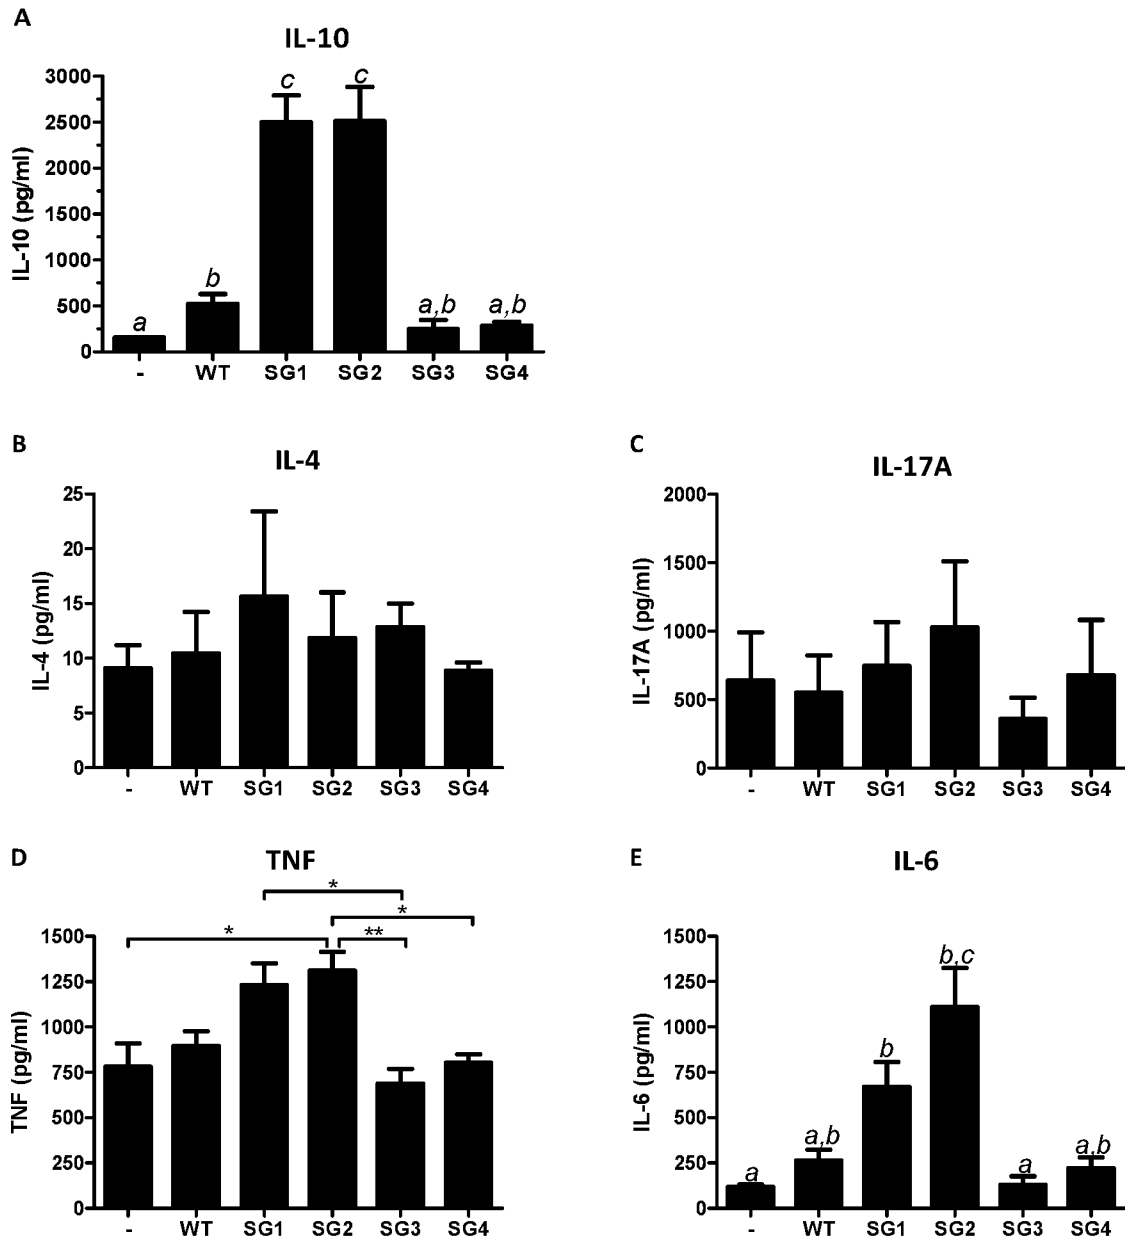 A
IL-10
IL-10 (pg/ml)
3000
2500
2000
1500
1000
500
0
a
b
c
c
a,b
a,b
- WT SG1 SG2 SG3 SG4
B
IL-4
IL-4 (pg/ml)
25
20
15
10
5
0
- WT SG1 SG2 SG3 SG4
C
IL-17A
IL-17A (pg/ml)
2000
1500
1000
500
0
- WT SG1 SG2 SG3 SG4
D
TNF
TNF (pg/ml)
*
*
* **
1500
1250
1000
750
500
250
0
- WT SG1 SG2 SG3 SG4
E
IL-6
IL-6 (pg/ml)
1500
1250
1000
750
500
250
0
a
a,b
b
b,c
a
a,b
- WT SG1 SG2 SG3 SG4